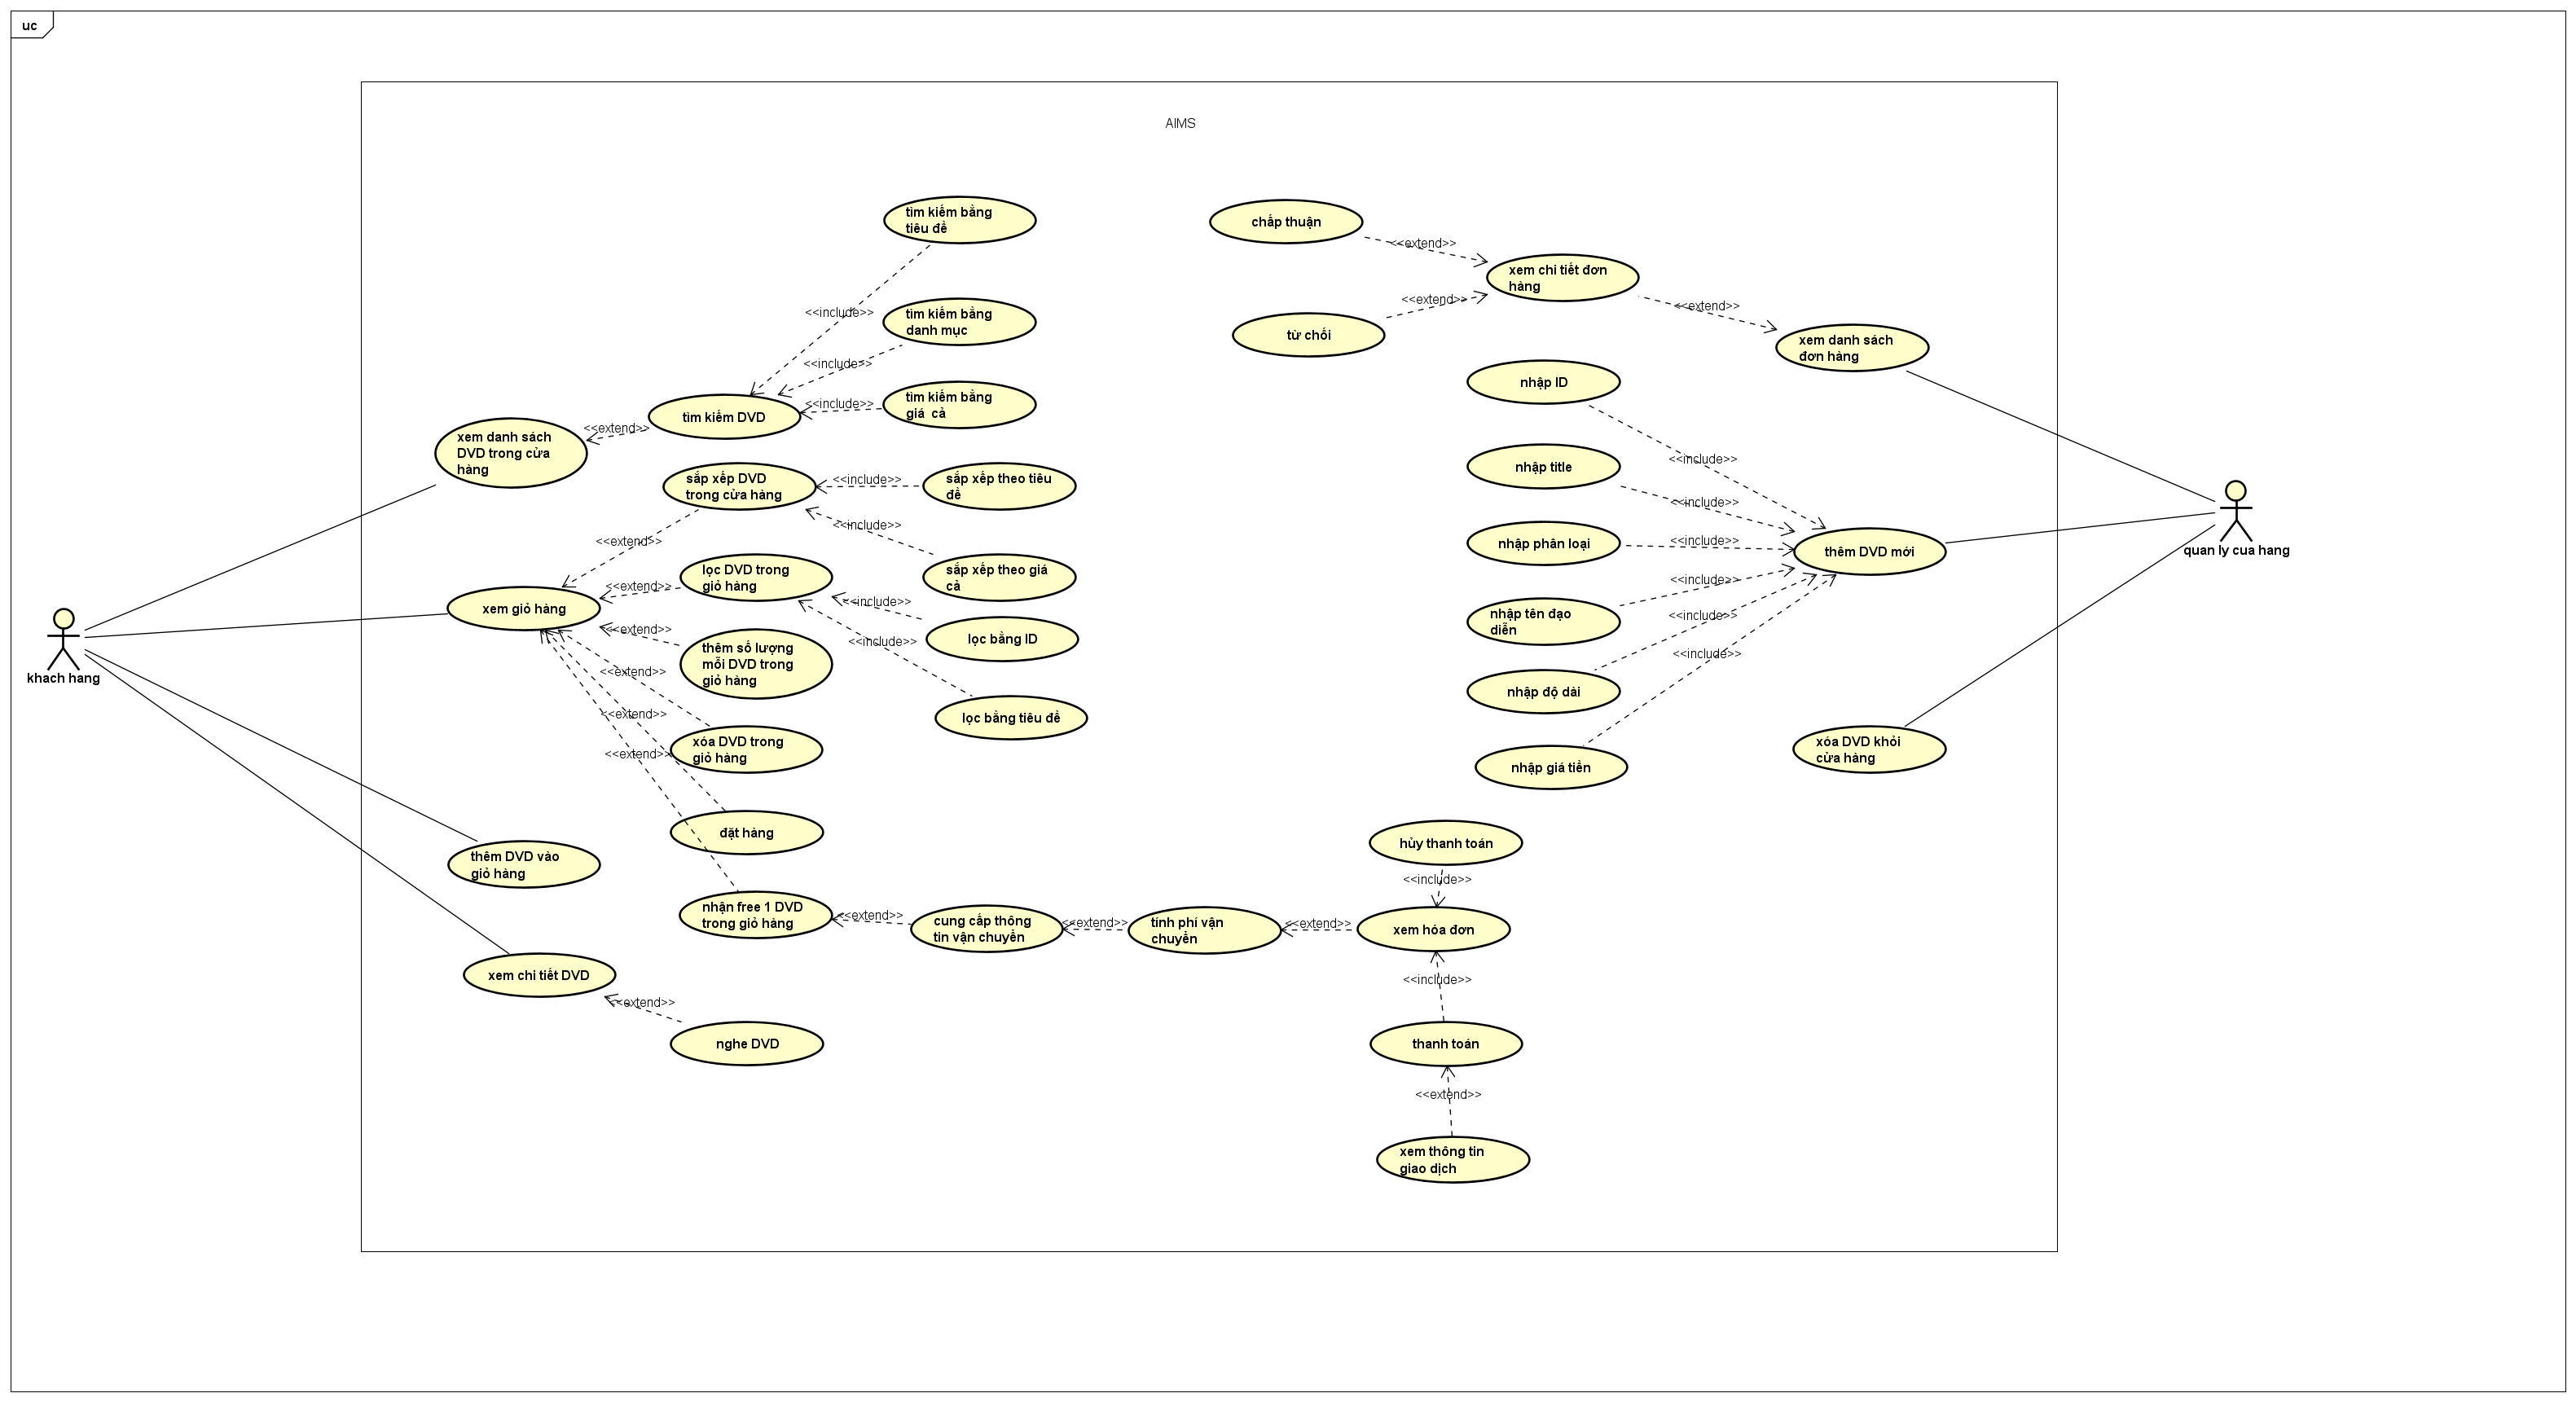 uc
AIMS
tìm kiếm bằng
tiêu đề
chấp thuận
<<extend>>
xem chi tiết đơn
hàng
<<extend>>
từ chối
<<extend>>
xem danh sách
đơn hàng
<<include>>
tìm kiếm bằng
danh mục
<<include>>
tìm kiếm bằng
giá  cả
<<include>>
tìm kiếm DVD
<<extend>>
xem danh sách
DVD trong cửa
hàng
sắp xếp DVD
trong cửa hàng
<<include>>
sắp xếp theo tiêu
đề
<<include>>
sắp xếp theo giá
cả
<<extend>>
lọc DVD trong
giỏ hàng
<<extend>>
<<include>>
lọc bằng ID
<<include>>
lọc bằng tiêu đề
xem giỏ hàng
<<extend>>
thêm số lượng
mỗi DVD trong
giỏ hàng
<<extend>>
<<extend>>
<<extend>>
xóa DVD trong
giỏ hàng
đặt hàng
khach hang
nhập ID
<<include>>
nhập title
<<include>>
nhập phân loại
<<include>>
thêm DVD mới
quan ly cua hang
<<include>>
nhập tên đạo
diễn
<<include>>
<<include>>
nhập độ dài
nhập giá tiền
xóa DVD khỏi
cửa hàng
hủy thanh toán
<<include>>
thêm DVD vào
giỏ hàng
nhận free 1 DVD
trong giỏ hàng
<<extend>>
cung cấp thông
tin vận chuyển
<<extend>>
tính phí vận
chuyển
<<extend>>
xem hóa đơn
<<include>>
xem chi tiết DVD
<<extend>>
nghe DVD
thanh toán
<<extend>>
xem thông tin
giao dịch